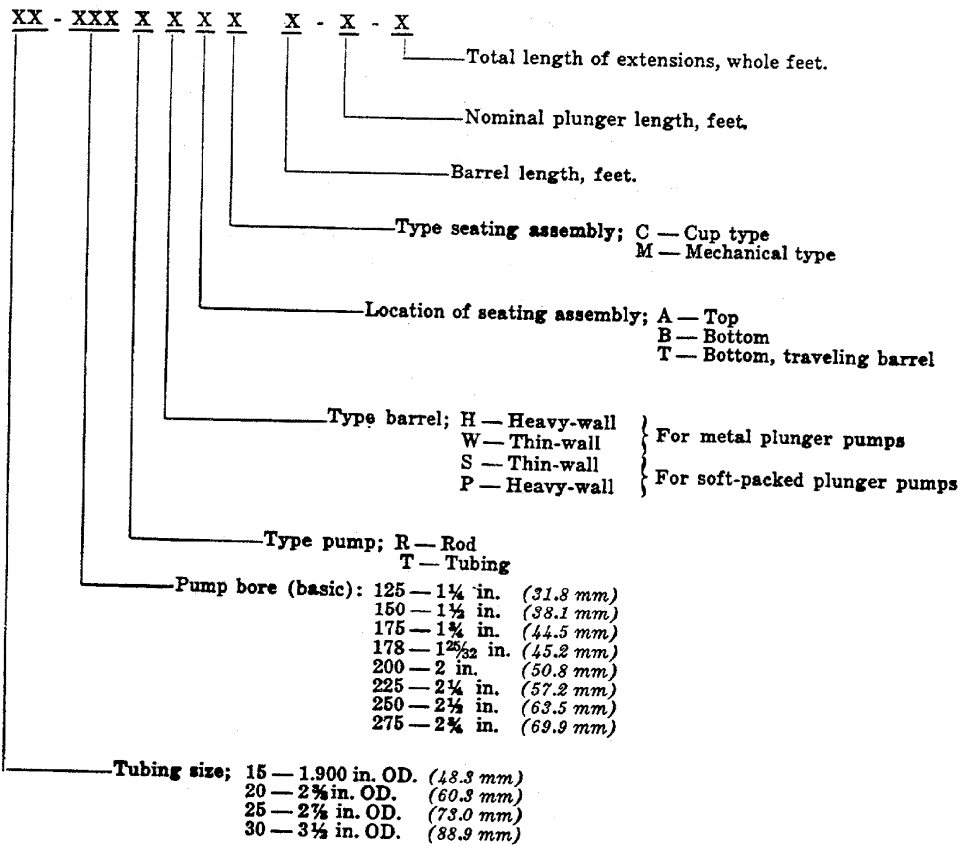 XX - XXX X X X X X - X - X
Total length of extensions, whole feet.
Nominal plunger length, feet.
Barrel length, feet.
Type seating assembly; C — Cup type
M — Mechanical type
Location of seating assembly; A — Top
B — Bottom
T — Bottom, traveling barrel
Type barrel; H — Heavy-wall
W — Thin-wall
For metal plunger pumps
S — Thin-wall
P — Heavy-wall
For soft-packed plunger pumps
Type pump; R — Rod
T — Tubing
Pump bore (basic): 125 — 1¼ in. (31.8 mm)
150 — 1½ in. (38.1 mm)
175 — 1¾ in. (44.5 mm)
178 — 125/32 in. (45.2 mm)
200 — 2 in. (50.8 mm)
225 — 2¼ in. (57.2 mm)
250 — 2½ in. (63.5 mm)
275 — 2¾ in. (69.9 mm)
Tubing size; 15 — 1.900 in. OD. (48.3 mm)
20 — 2⅜ in. OD. (60.3 mm)
25 — 2⅞ in. OD. (73.0 mm)
30 — 3½ in. OD. (88.9 mm)